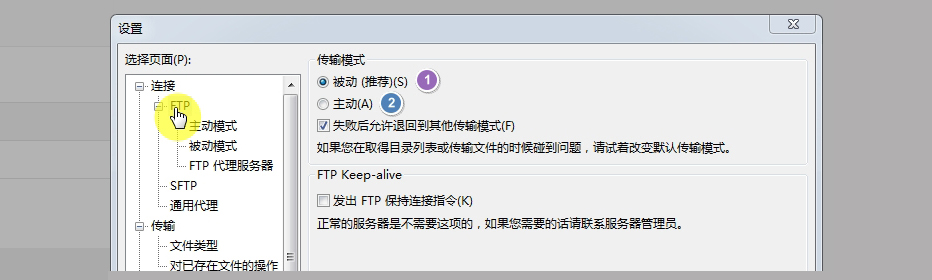 设置
选择页面(P):
连接
FTP
主动模式
被动模式
FTP 代理服务器
SFTP
通用代理
传输
文件类型
对已存在文件的操作
传输模式
被动 (推荐)(S)
1
主动(A)
2
失败后允许退回到其他传输模式(F)
如果您在取得目录列表或传输文件的时候碰到问题，请试着改变默认传输模式。
FTP Keep-alive
发出 FTP 保持连接指令(K)
正常的服务器是不需要这项的，如果您需要的话请联系服务器管理员。